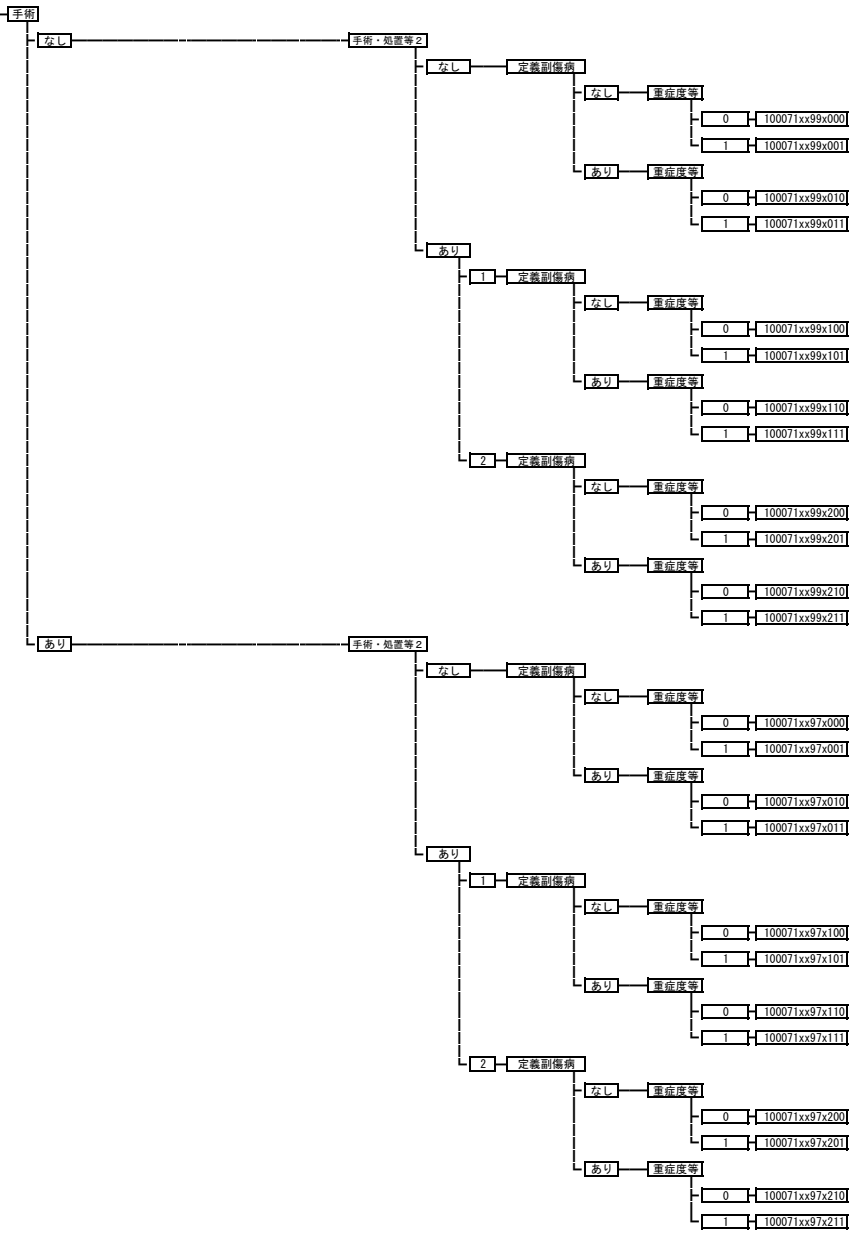 手術
なし 手術・処置等2
なし 定義副傷病
なし 重症度等
0 100071xx99x000
1 100071xx99x001
あり 重症度等
0 100071xx99x010
1 100071xx99x011
あり
1 定義副傷病
なし 重症度等
0 100071xx99x100
1 100071xx99x101
あり 重症度等
0 100071xx99x110
1 100071xx99x111
2 定義副傷病
なし 重症度等
0 100071xx99x200
1 100071xx99x201
あり 重症度等
0 100071xx99x210
1 100071xx99x211
あり 手術・処置等2
なし 定義副傷病
なし 重症度等
0 100071xx97x000
1 100071xx97x001
あり 重症度等
0 100071xx97x010
1 100071xx97x011
あり
1 定義副傷病
なし 重症度等
0 100071xx97x100
1 100071xx97x101
あり 重症度等
0 100071xx97x110
1 100071xx97x111
2 定義副傷病
なし 重症度等
0 100071xx97x200
1 100071xx97x201
あり 重症度等
0 100071xx97x210
1 100071xx97x211